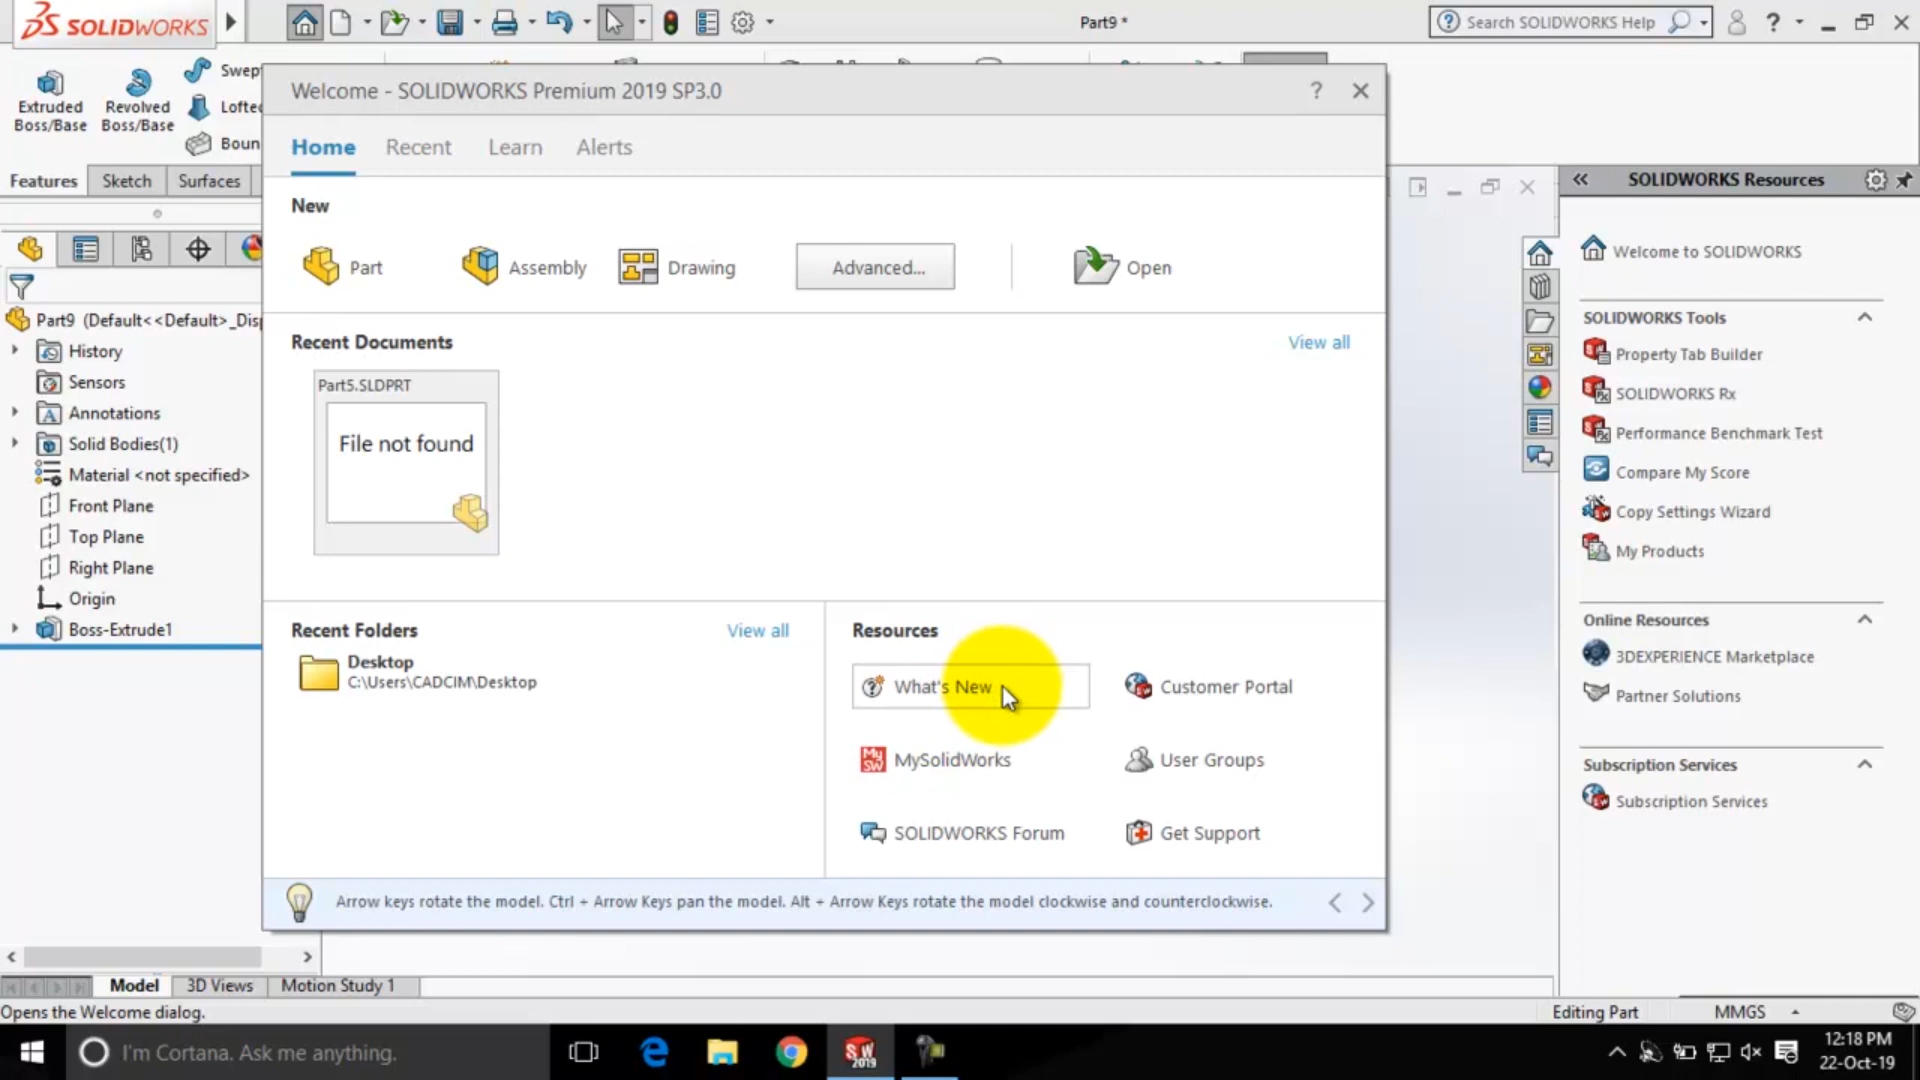 SOLIDWORKS
Part9 *
Search SOLIDWORKS Help
?
Extruded
Boss/Base
Revolved
Boss/Base
Swep
Lofte
Boun
Features
Sketch
Surfaces
Part9 (Default<<Default>_Disp
History
Sensors
Annotations
Solid Bodies(1)
Material <not specified>
Front Plane
Top Plane
Right Plane
Origin
Boss-Extrude1
Welcome - SOLIDWORKS Premium 2019 SP3.0
?
Home
Recent
Learn
Alerts
New
Part
Assembly
Drawing
Advanced...
Open
Recent Documents
View all
Part5.SLDPRT
File not found
Recent Folders
View all
Desktop
C:\Users\CADCIM\Desktop
Resources
What's New
Customer Portal
MySolidWorks
User Groups
SOLIDWORKS Forum
Get Support
Arrow keys rotate the model. Ctrl + Arrow Keys pan the model. Alt + Arrow Keys rotate the model clockwise and counterclockwise.
SOLIDWORKS Resources
Welcome to SOLIDWORKS
SOLIDWORKS Tools
Property Tab Builder
SOLIDWORKS Rx
Performance Benchmark Test
Compare My Score
Copy Settings Wizard
My Products
Online Resources
3DEXPERIENCE Marketplace
Partner Solutions
Subscription Services
Subscription Services
Model
3D Views
Motion Study 1
Opens the Welcome dialog.
Editing Part
MMGS
I'm Cortana. Ask me anything.
SW
2019
12:18 PM
22-Oct-19